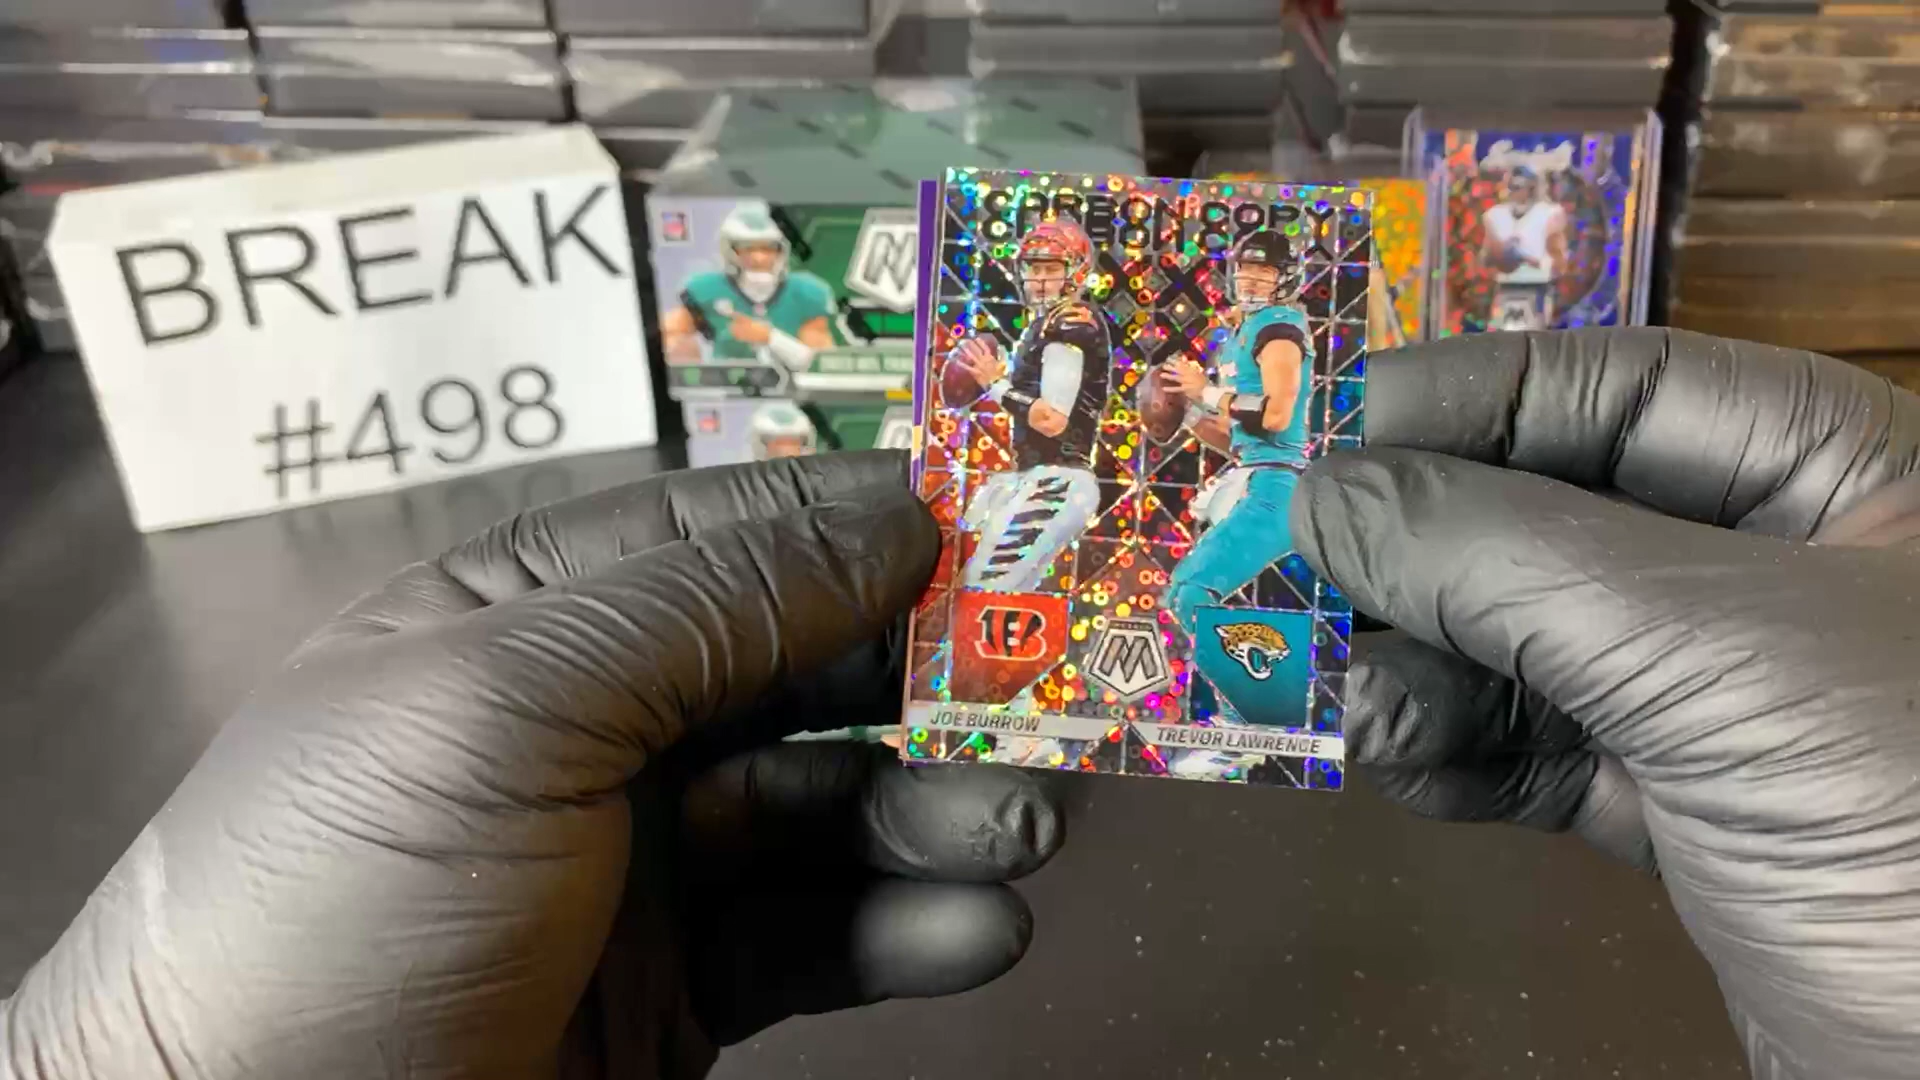 BREAK
#498
CARBON COPY
JOE BURROW
TREVOR LAWRENCE